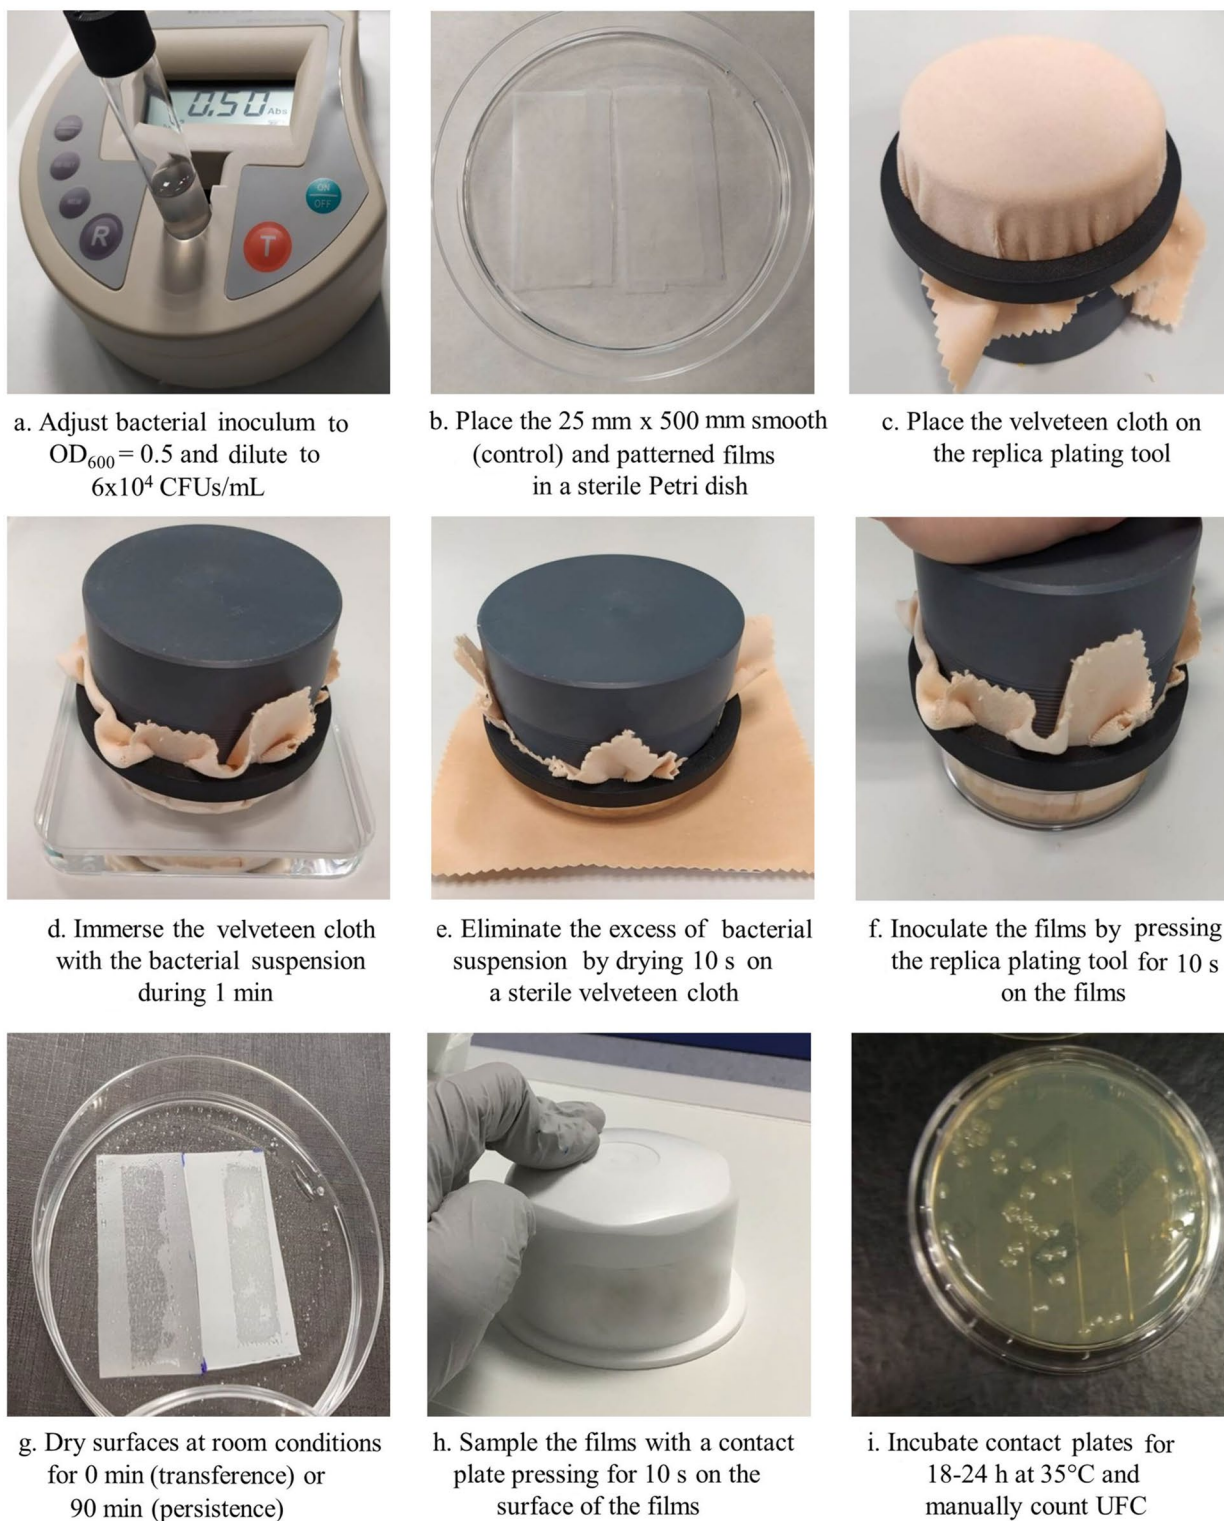 0.50 Abs
R
T
ON
OFF
a. Adjust bacterial inoculum to
OD₆₀₀ = 0.5 and dilute to
6x10⁴ CFUs/mL
b. Place the 25 mm x 500 mm smooth
(control) and patterned films
in a sterile Petri dish
c. Place the velveteen cloth on
the replica plating tool
d. Immerse the velveteen cloth
with the bacterial suspension
during 1 min
e. Eliminate the excess of bacterial
suspension by drying 10 s on
a sterile velveteen cloth
f. Inoculate the films by pressing
the replica plating tool for 10 s
on the films
g. Dry surfaces at room conditions
for 0 min (transference) or
90 min (persistence)
h. Sample the films with a contact
plate pressing for 10 s on the
surface of the films
i. Incubate contact plates for
18-24 h at 35°C and
manually count UFC